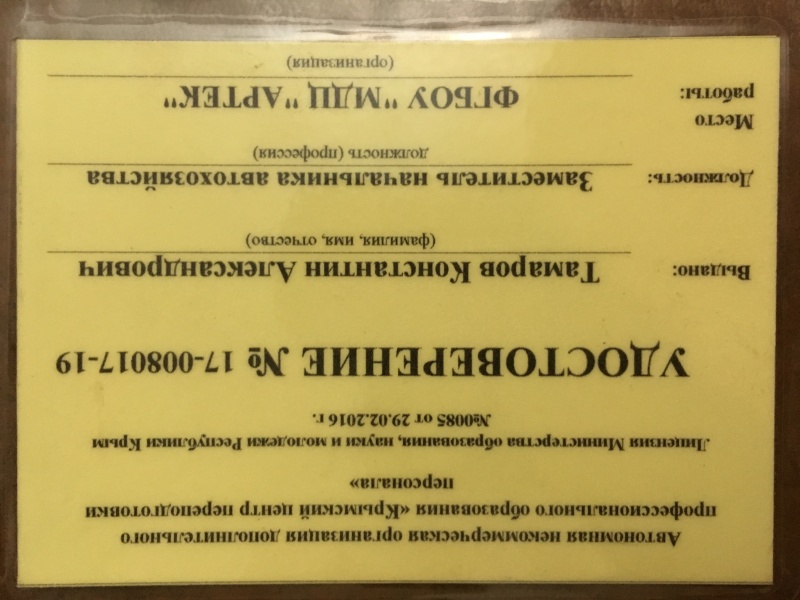 Автономная некоммерческая организация дополнительного
профессионального образования «Крымский центр переподготовки
персонала»
Лицензия Министерства образования, науки и молодежи Республики Крым
№0085 от 29.02.2016 г.
УДОСТОВЕРЕНИЕ № 17-008017-19
Выдано: Тамаров Константин Александрович
(фамилия, имя, отчество)
Должность: Заместитель начальника автохозяйства
должность (профессия)
Место
работы: ФГБОУ "МДЦ "АРТЕК"
(организация)